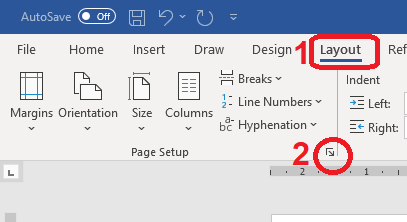 AutoSave Off
File Home Insert Draw Design 1 Layout Ref
Margins Orientation Size Columns
Breaks
Line Numbers
Hyphenation
Indent
Left:
Right:
Page Setup 2
2 1